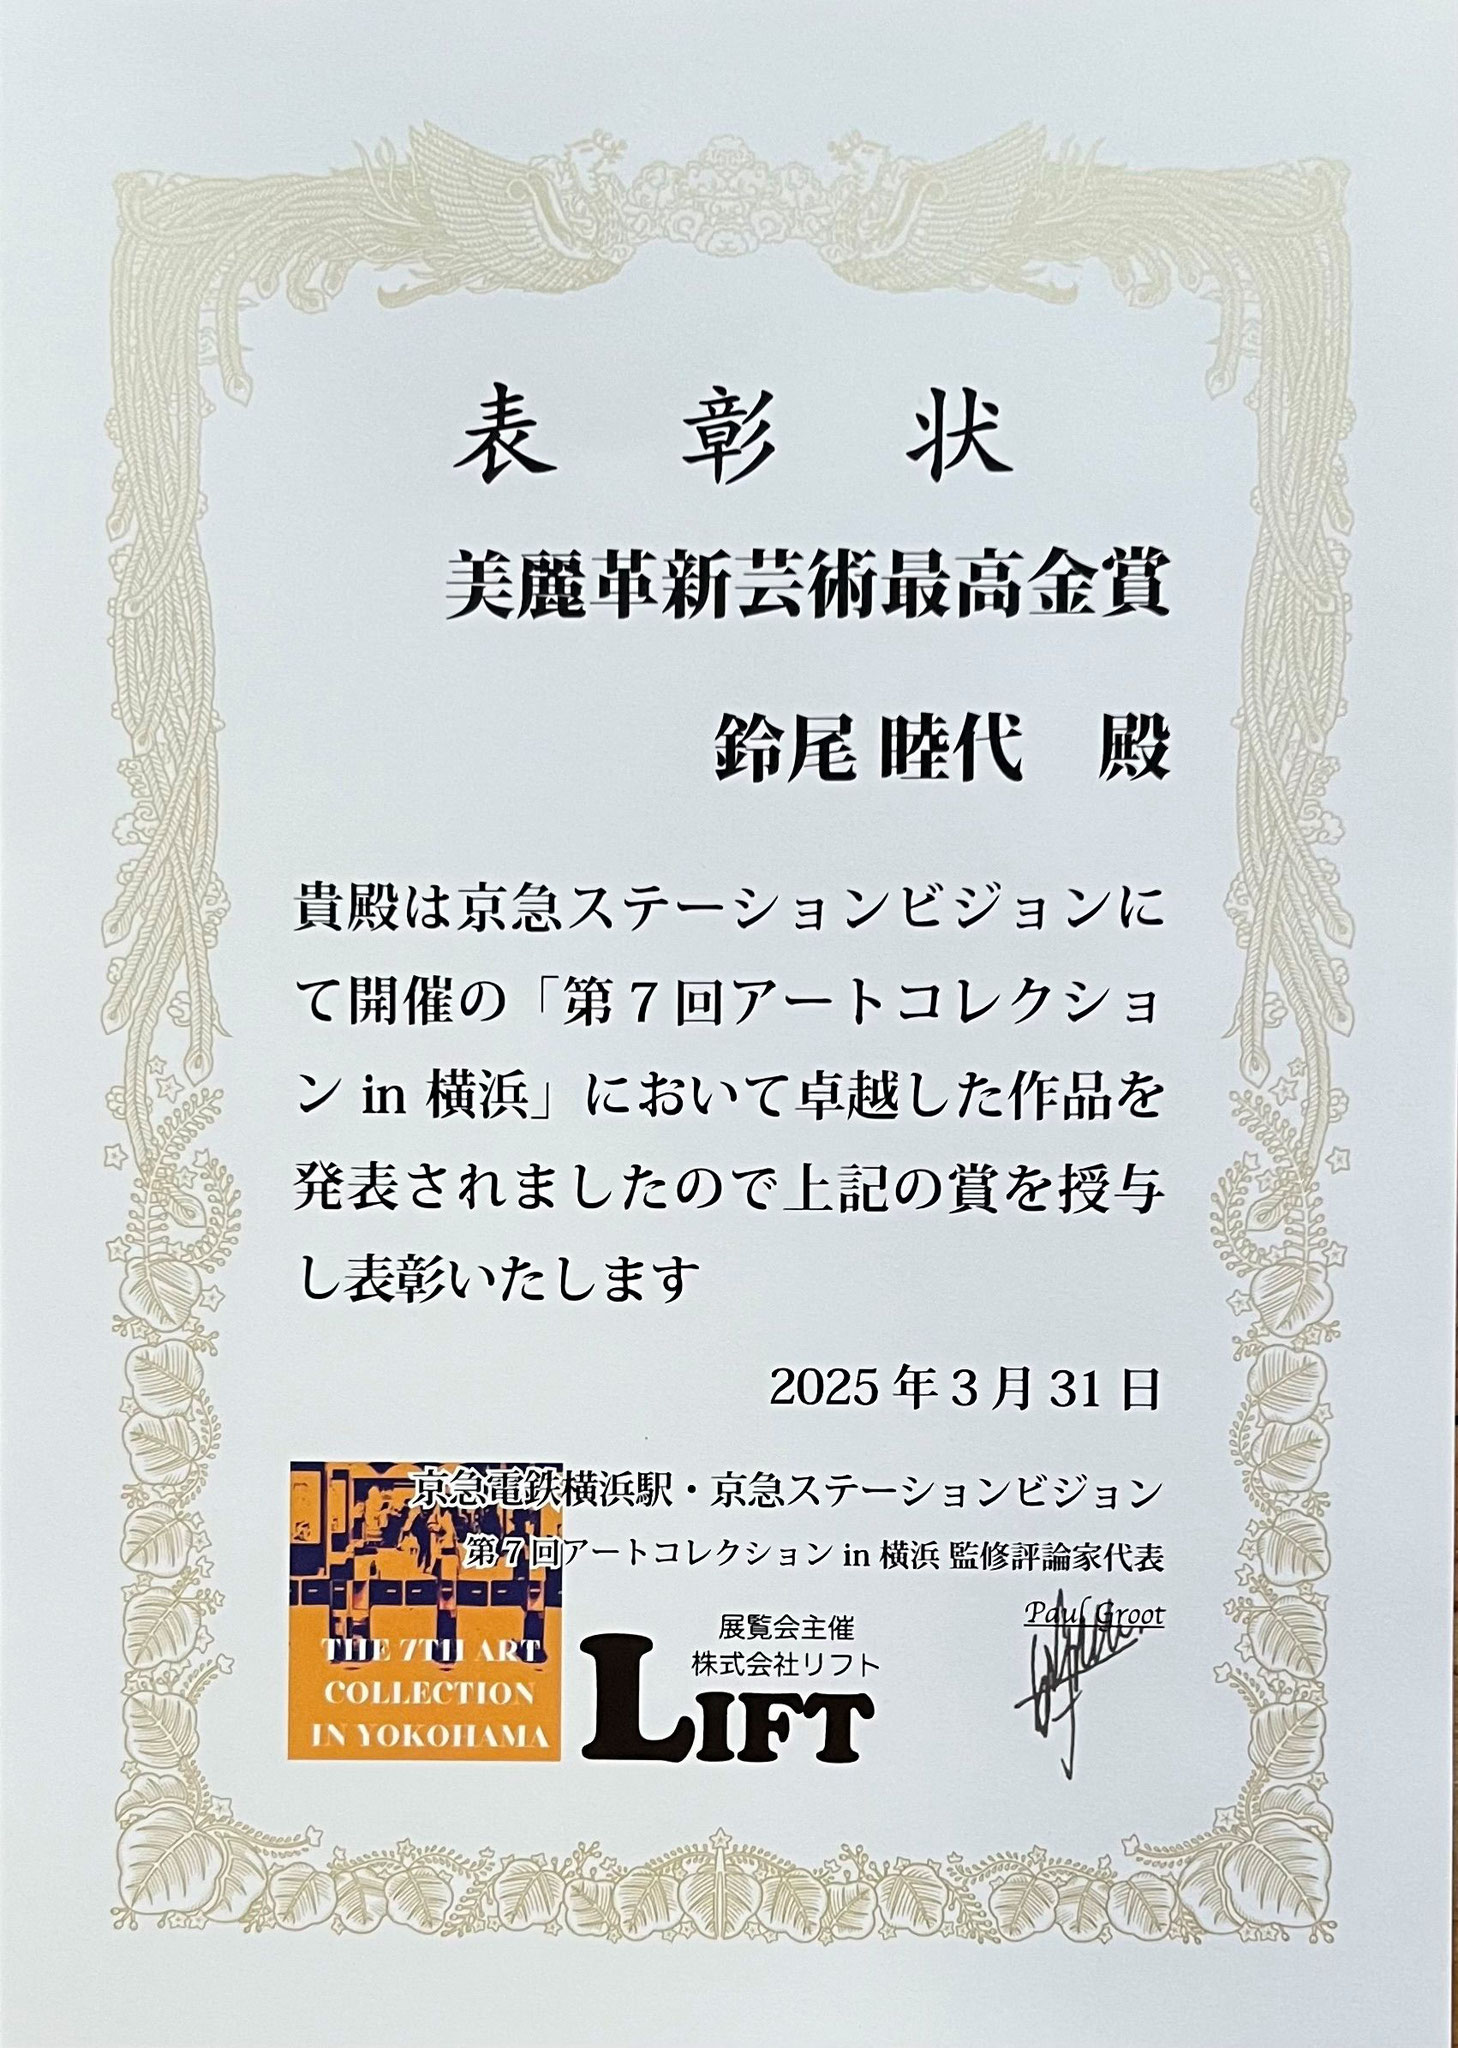 表彰状
美麗革新芸術最高金賞
鈴尾 睦代　殿
貴殿は京急ステーションビジョンに
て開催の「第7回アートコレクショ
ン in 横浜」において卓越した作品を
発表されましたので上記の賞を授与
し表彰いたします
2025年3月31日
京急電鉄横浜駅・京急ステーションビジョン
第7回アートコレクション in 横浜 監修評論家代表
Paul Groot
展覧会主催
株式会社リフト
LIFT
THE 7TH ART
COLLECTION
IN YOKOHAMA